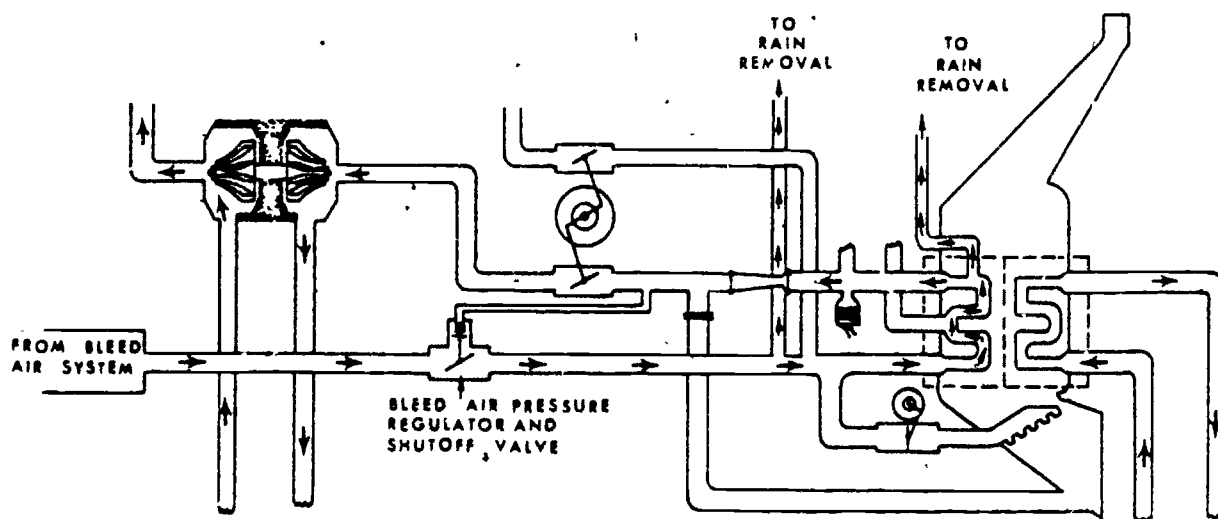 TO
RAIN
REMOVAL
TO
RAIN
REMOVAL
FROM BLEED
AIR SYSTEM
BLEED AIR PRESSURE
REGULATOR AND
SHUTOFF VALVE